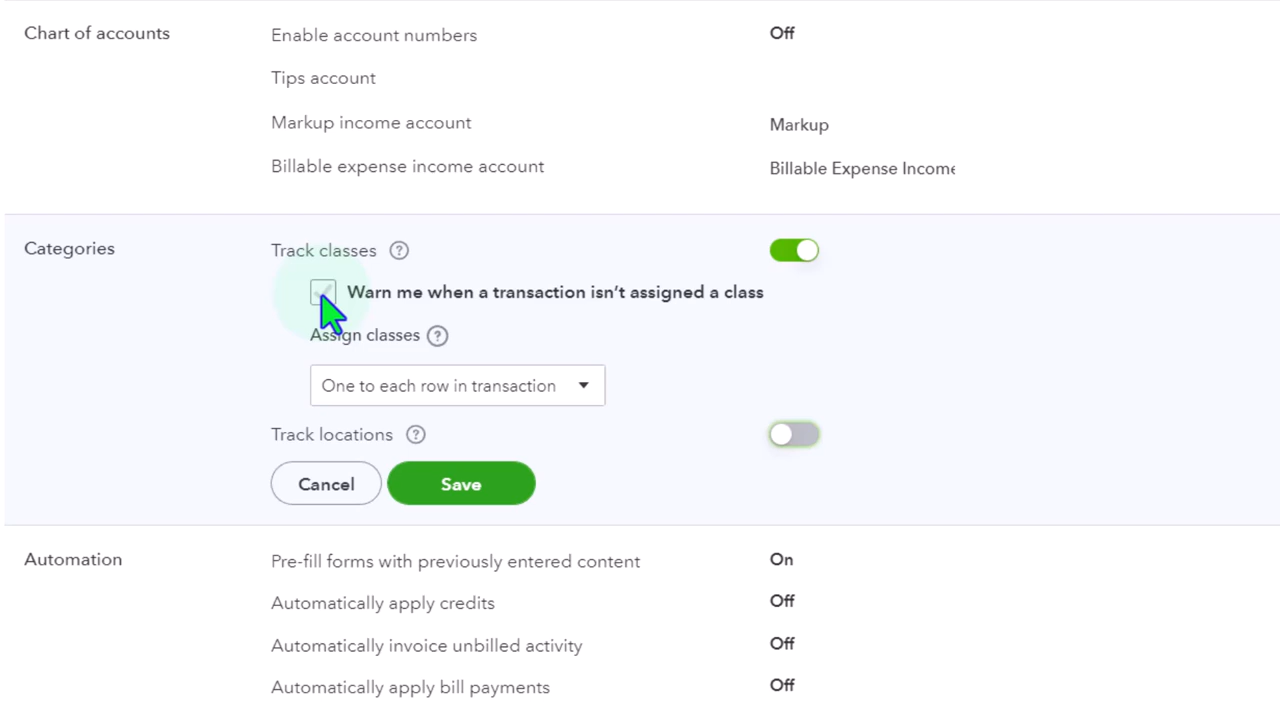 Chart of accounts
Enable account numbers Off
Tips account
Markup income account Markup
Billable expense income account Billable Expense Income
Categories
Track classes ?
Warn me when a transaction isn't assigned a class
Assign classes ?
One to each row in transaction
Track locations ?
Cancel Save
Automation
Pre-fill forms with previously entered content On
Automatically apply credits Off
Automatically invoice unbilled activity Off
Automatically apply bill payments Off